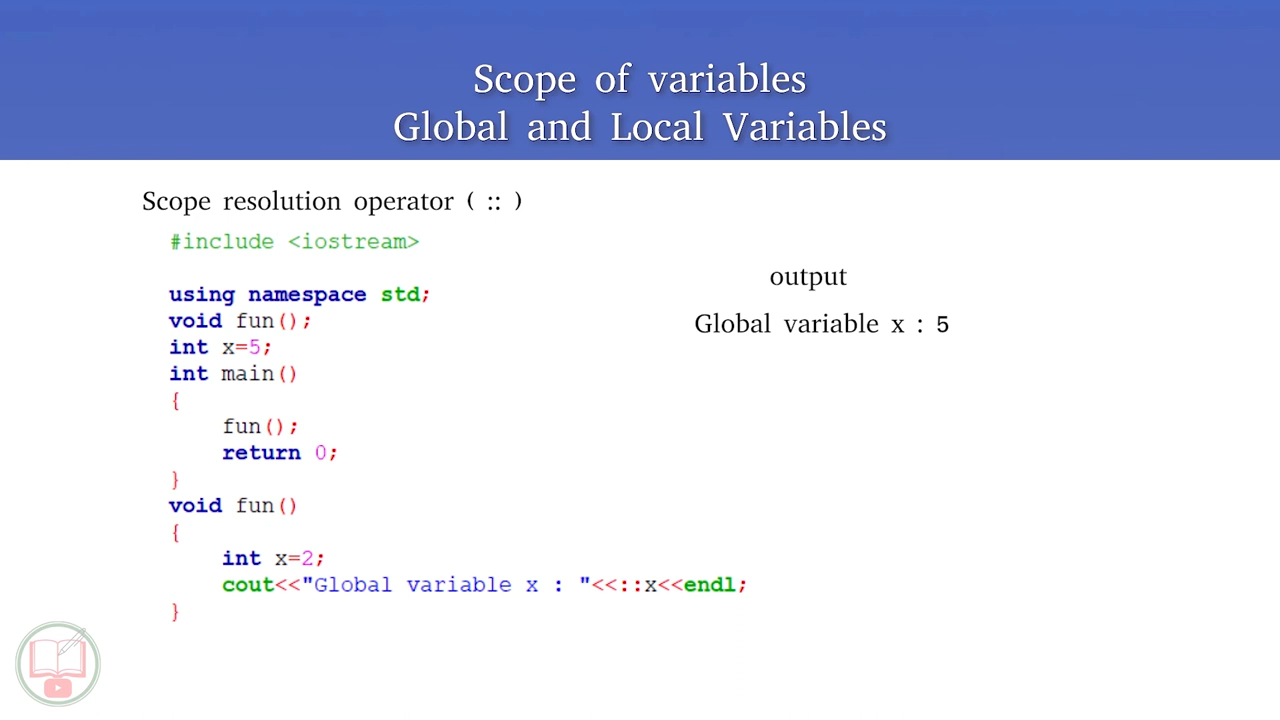 Scope of variables
Global and Local Variables
Scope resolution operator ( :: )
#include <iostream>
using namespace std;
void fun();
int x=5;
int main()
{
fun();
return 0;
}
void fun()
{
int x=2;
cout<<"Global variable x : "<<::x<<endl;
}
output
Global variable x : 5